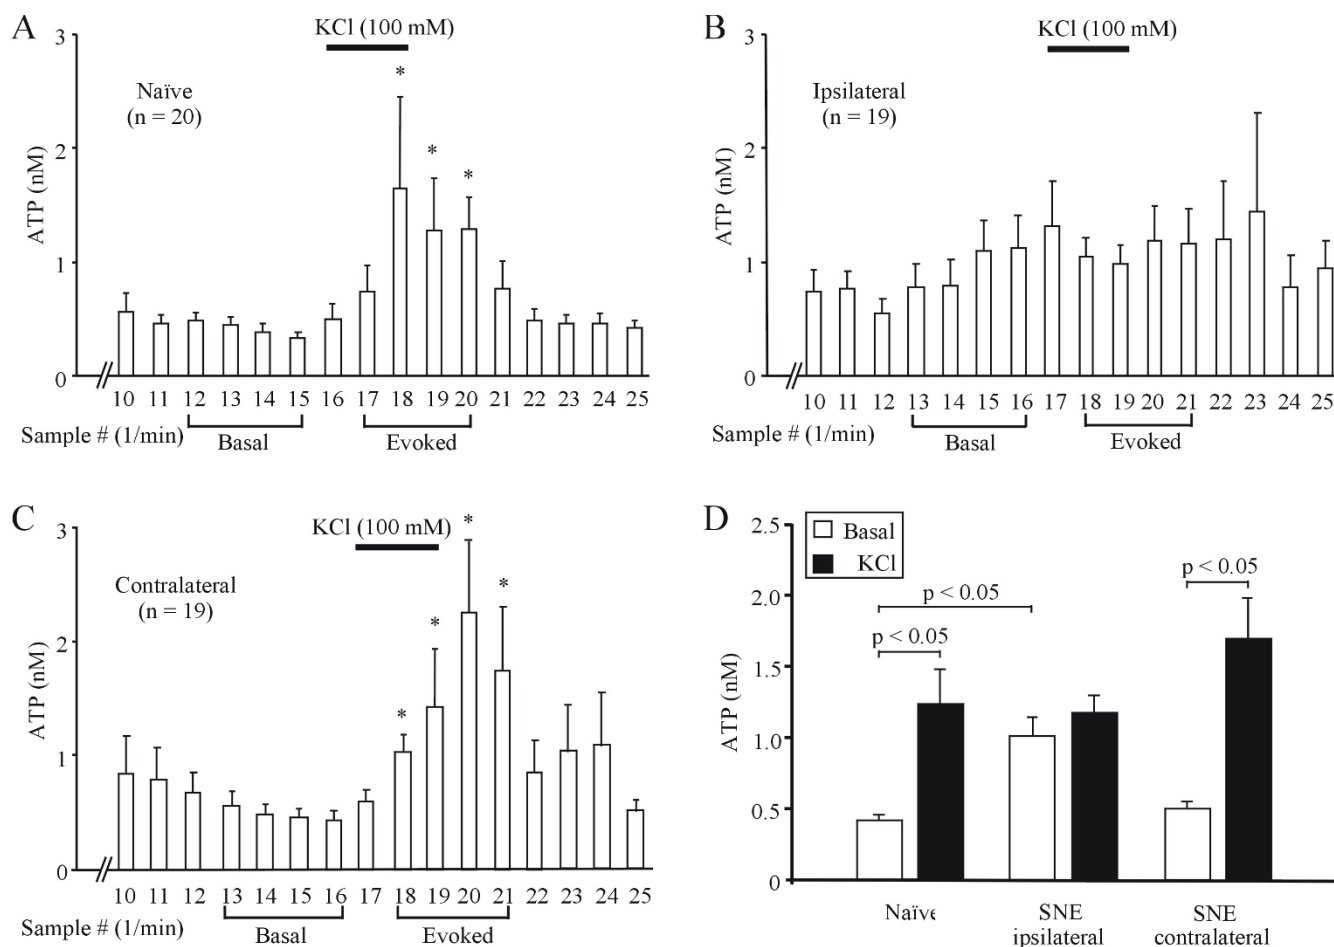 A
KCl (100 mM)
3
*
Naïve
(n = 20)
*
*
2
ATP (nM)
1
0
10 11 12 13 14 15 16 17 18 19 20 21 22 23 24 25
Sample # (1/min)
Basal
Evoked
B
KCl (100 mM)
3
Ipsilateral
(n = 19)
2
ATP (nM)
1
0
10 11 12 13 14 15 16 17 18 19 20 21 22 23 24 25
Sample # (1/min)
Basal
Evoked
C
KCl (100 mM)
3
*
Contralateral
(n = 19)
*
*
*
2
ATP (nM)
1
0
10 11 12 13 14 15 16 17 18 19 20 21 22 23 24 25
Sample # (1/min)
Basal
Evoked
D
Basal
KCl
2.5
2.0
1.5
1.0
0.5
0
ATP (nM)
p < 0.05
p < 0.05
p < 0.05
Naïve
SNE
ipsilateral
SNE
contralateral